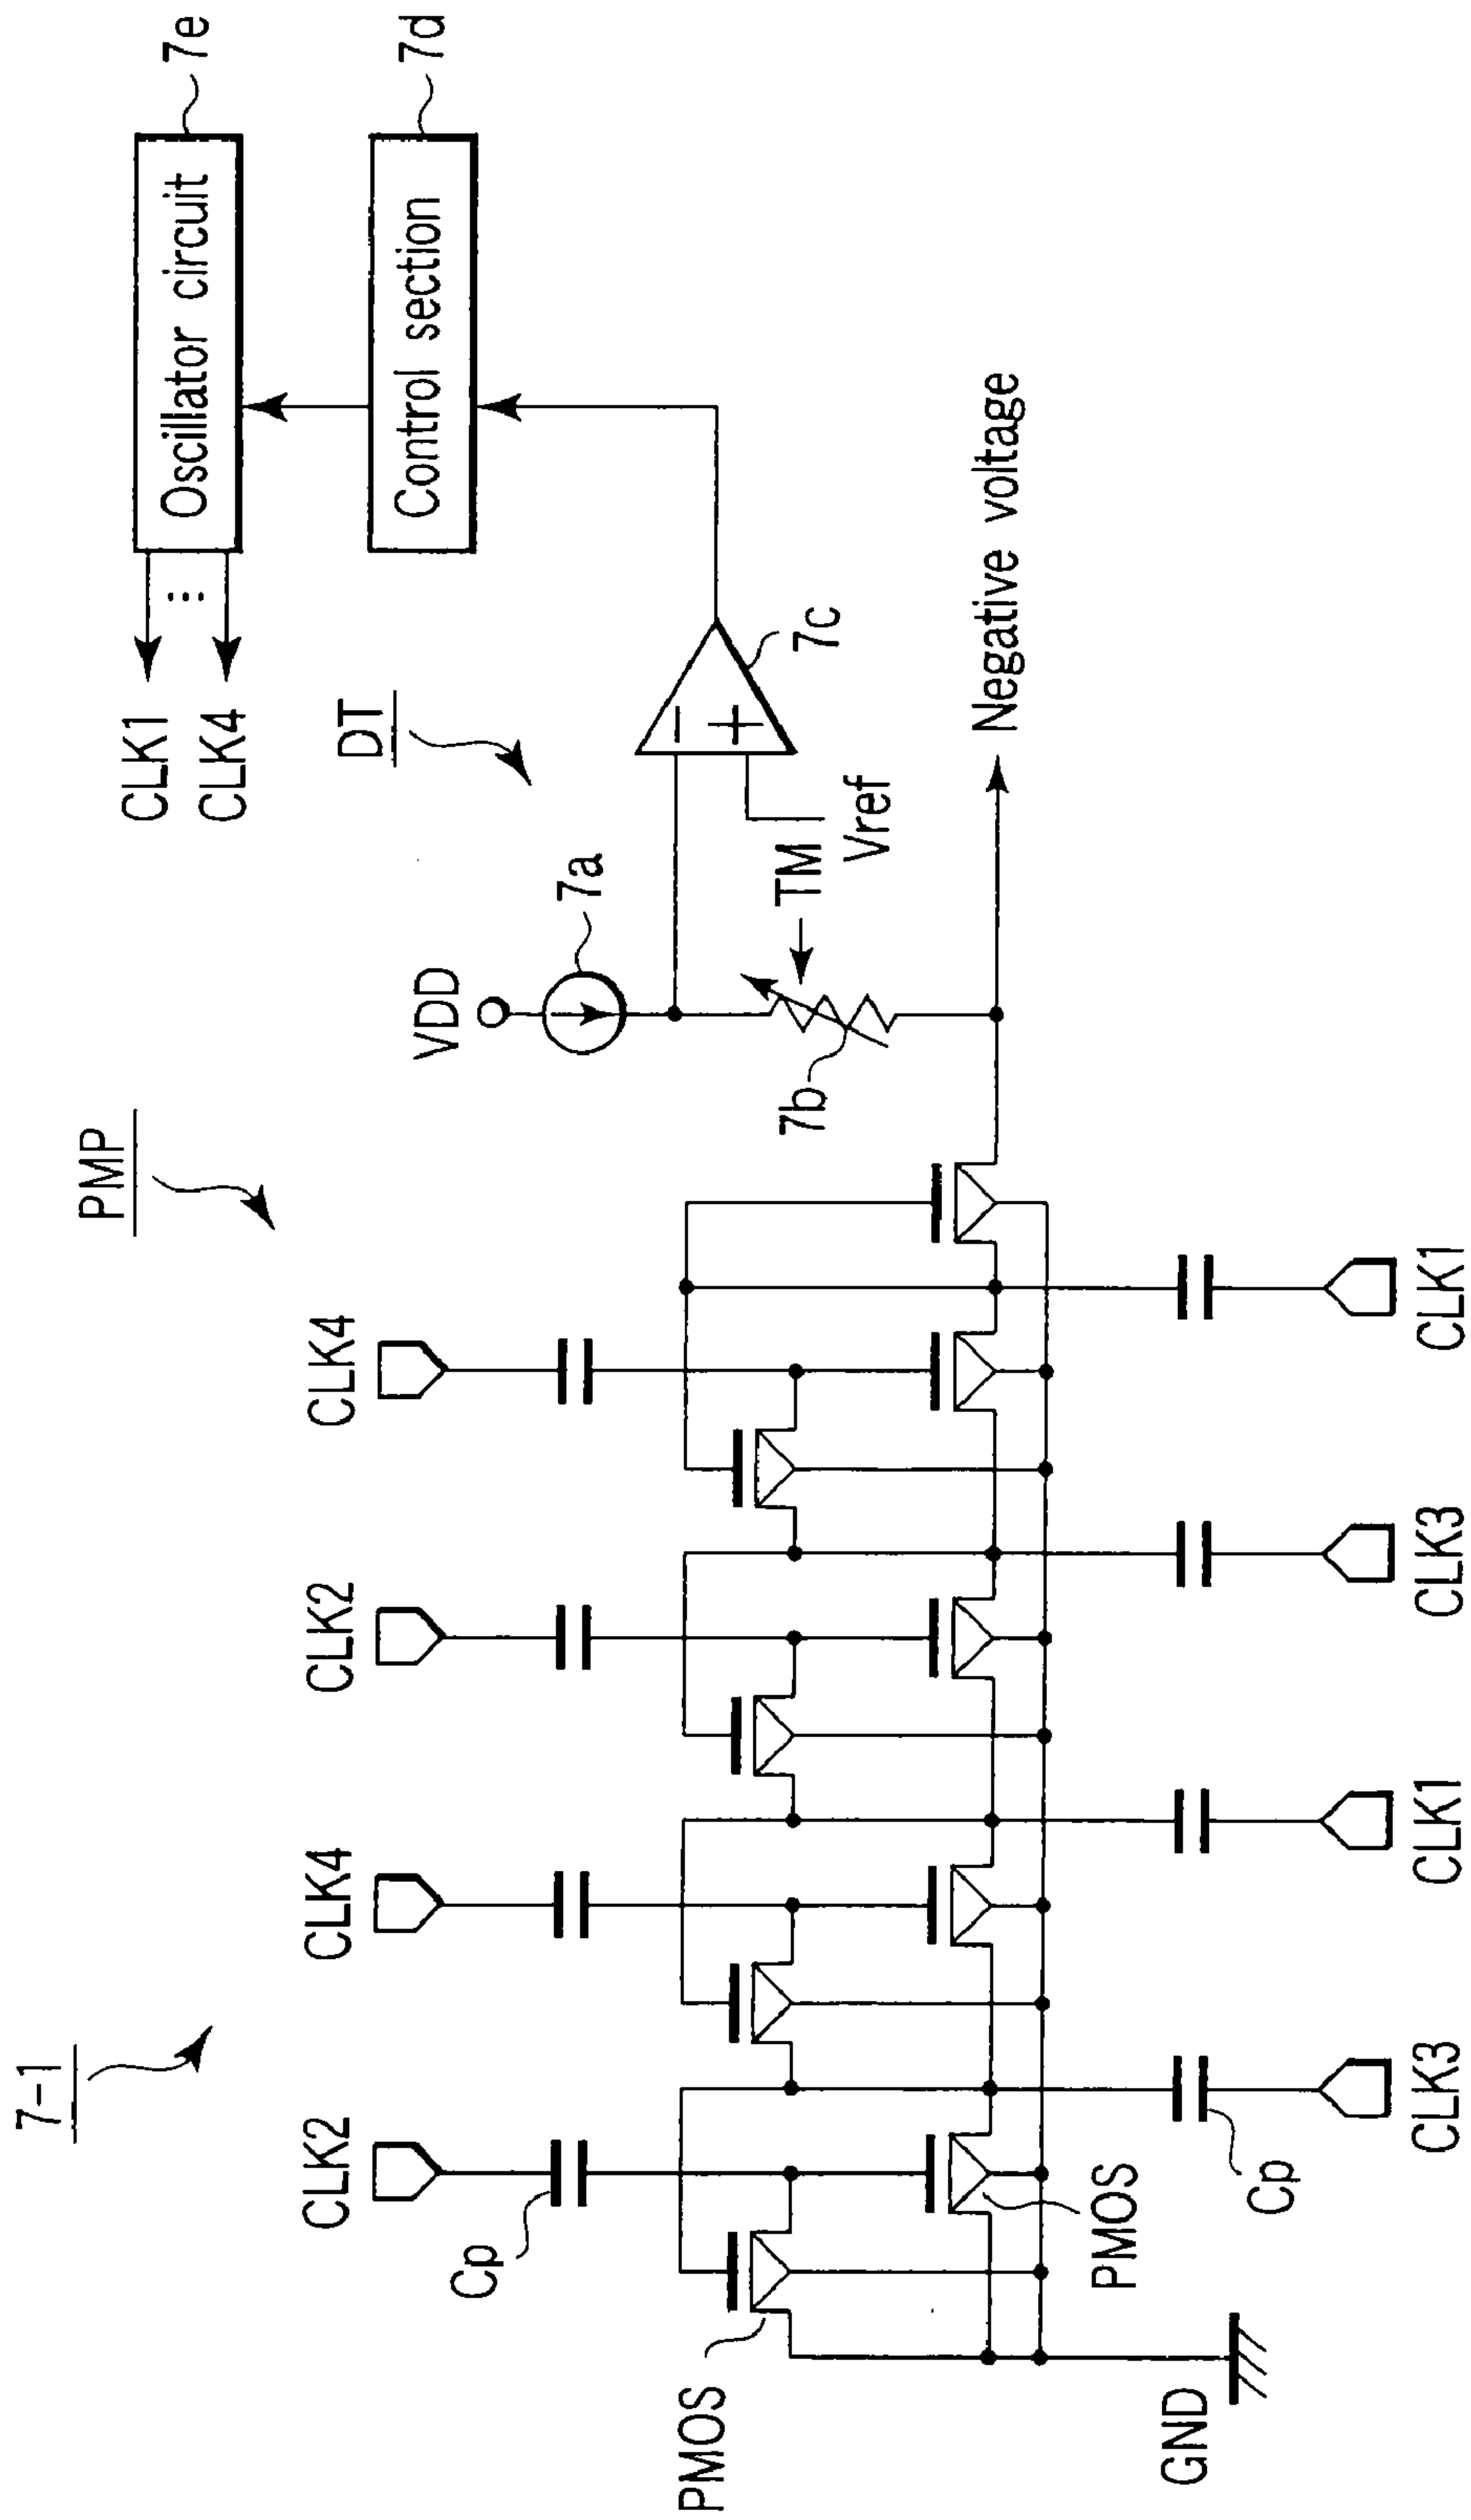 7-1
PMP
CLK1
CLK4
Oscillator circuit
7e
DT
Control section
7d
CLK2
CLK4
CLK2
CLK4
VDD
7a
Cp
7c
TM
Vref
7b
PMOS
Negative voltage
PMOS
GND
Cp
CLK3
CLK1
CLK3
CLK1